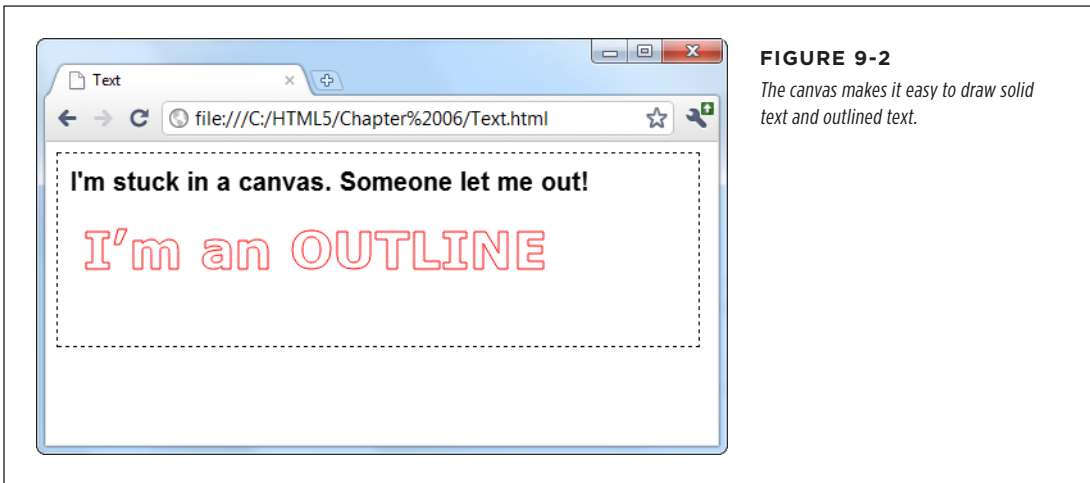 Text
file:///C:/HTML5/Chapter%2006/Text.html
I'm stuck in a canvas. Someone let me out!
I’m an OUTLINE
FIGURE 9-2
The canvas makes it easy to draw solid
text and outlined text.